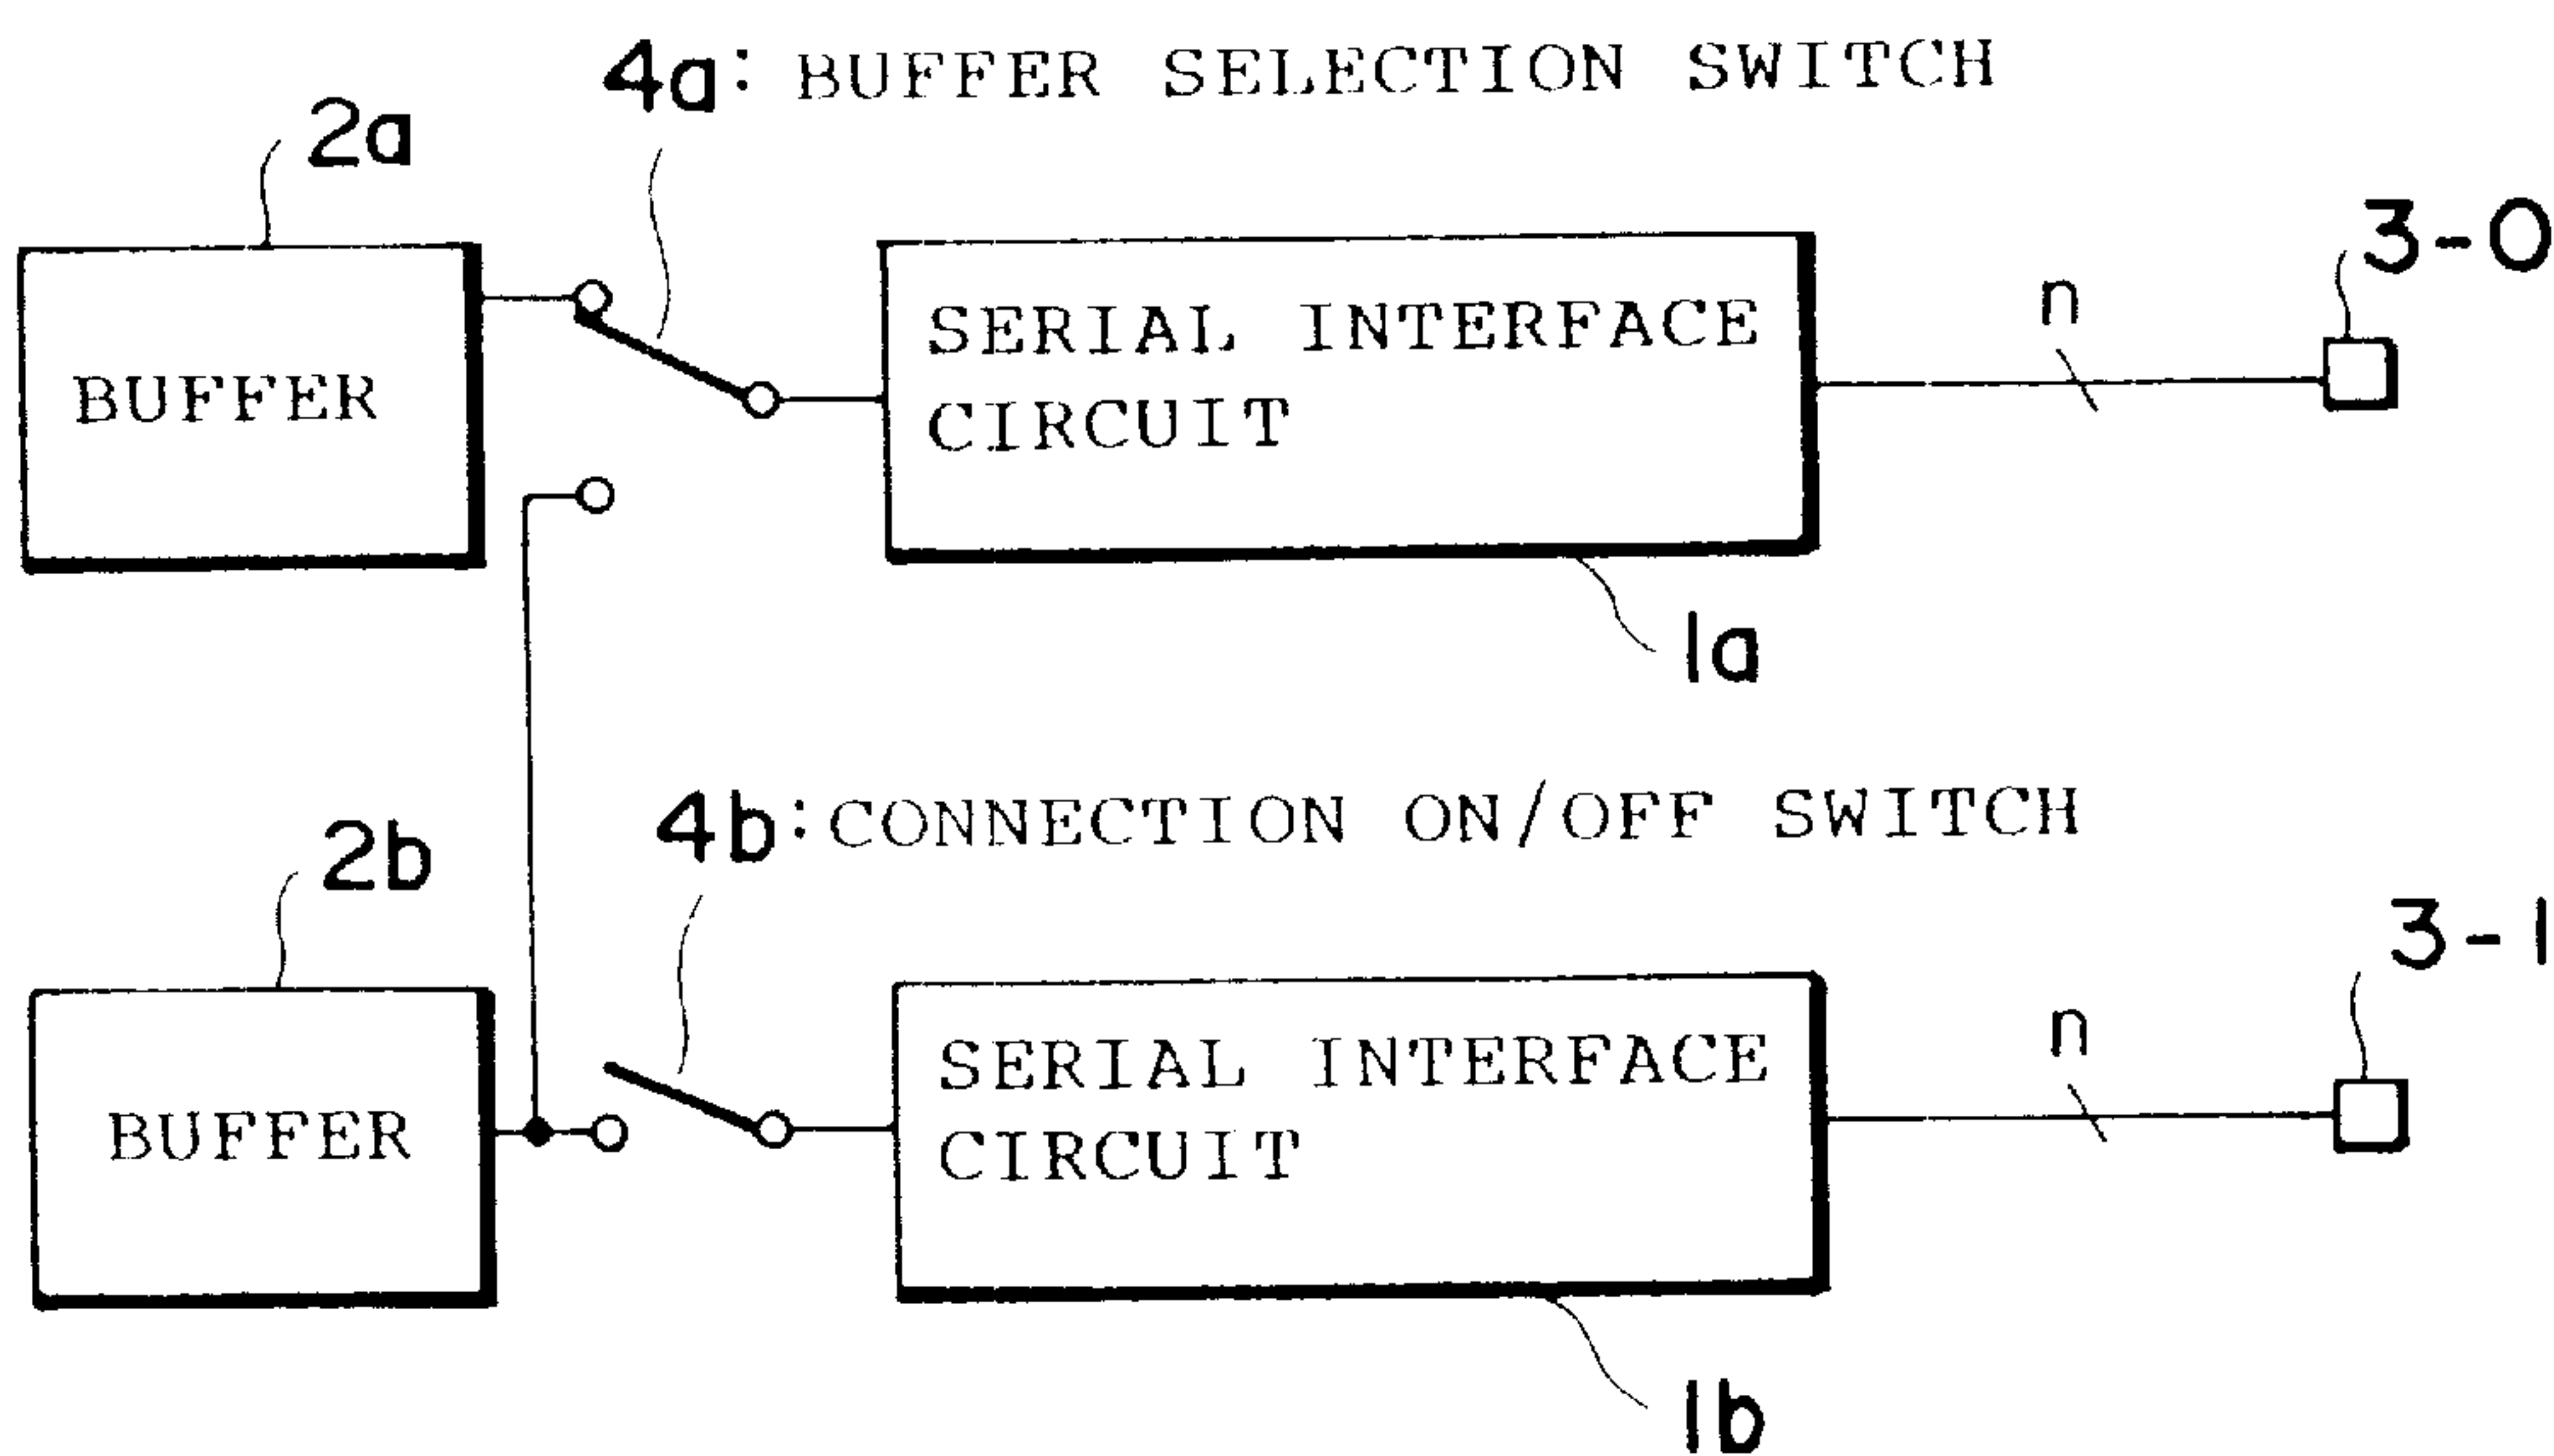 4a: BUFFER SELECTION SWITCH
2a
3-0
BUFFER
SERIAL INTERFACE
CIRCUIT
n
1a
4b: CONNECTION ON/OFF SWITCH
2b
3-1
BUFFER
SERIAL INTERFACE
CIRCUIT
n
1b